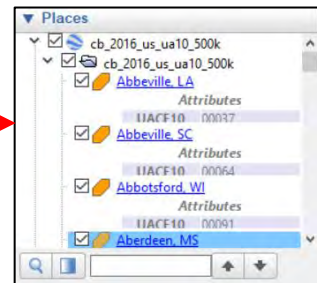 Places
cb_2016_us_ua10_500k
cb_2016_us_ua10_500k
Abbeville, LA
Attributes
UACE10 00037
Abbeville, SC
Attributes
UACE10 00064
Abbotsford, WI
Attributes
UACE10 00091
Aberdeen, MS